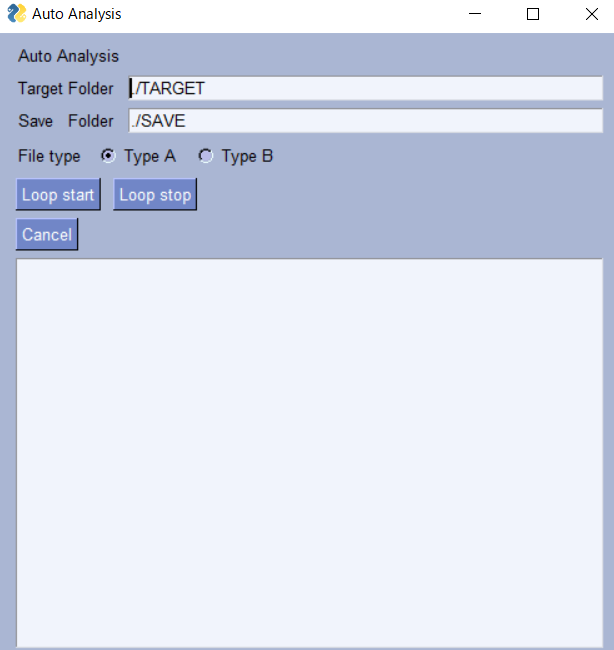 Auto Analysis
Auto Analysis
Target Folder ./TARGET
Save Folder ./SAVE
File type Type A Type B
Loop start Loop stop
Cancel